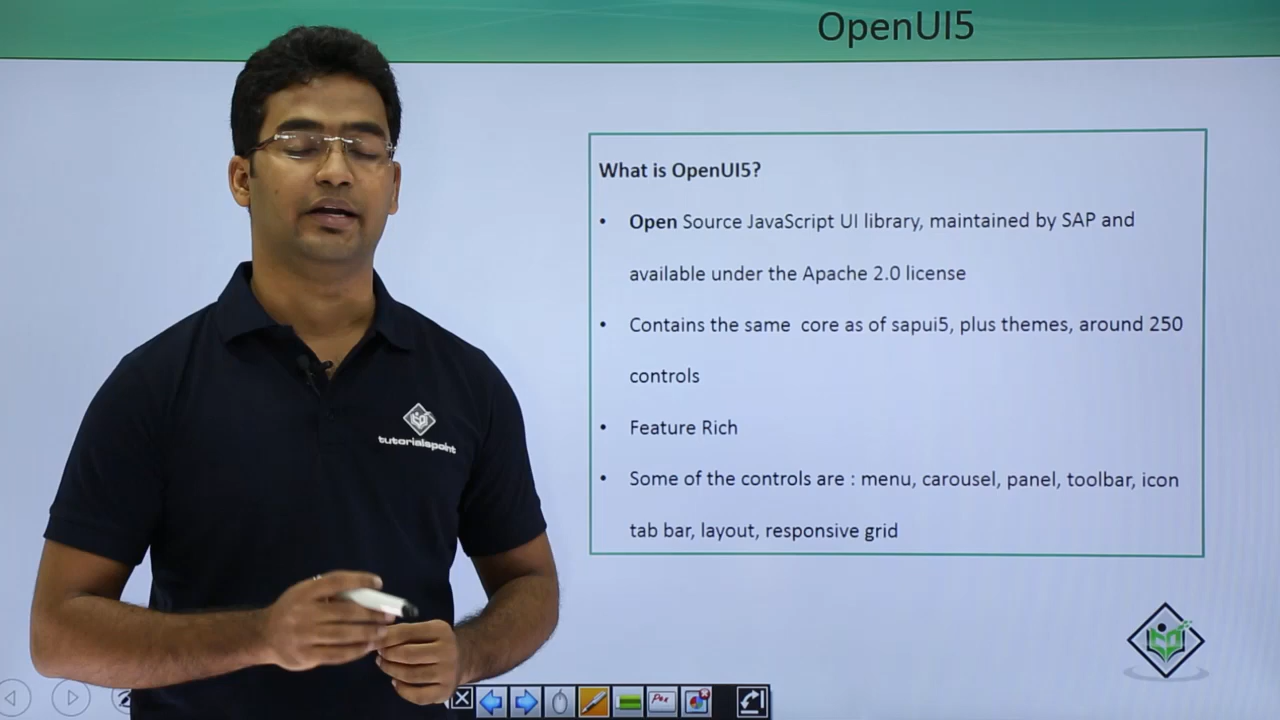 OpenUI5
What is OpenUI5?
• Open Source JavaScript UI library, maintained by SAP and
available under the Apache 2.0 license
• Contains the same core as of sapui5, plus themes, around 250
controls
• Feature Rich
• Some of the controls are : menu, carousel, panel, toolbar, icon
tab bar, layout, responsive grid
tutorialspoint